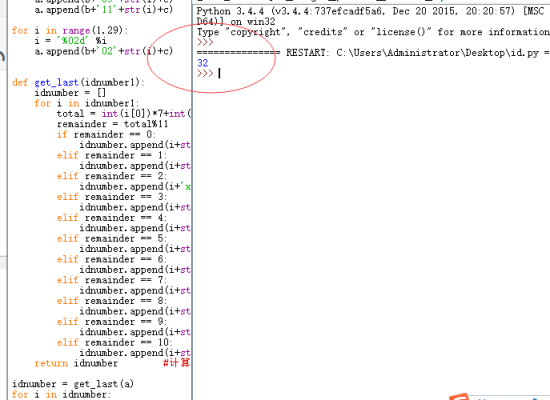 a.append(b+'11'+str(i)+c)
for i in range(1,29):
i = '%02d' %i
a.append(b+'02'+str(i)+c)
def get_last(idnumber1):
idnumber = []
for i in idnumber1:
total = int(i[0])*7+int(
remainder = total%11
if remainder == 0:
idnumber.append(i+st
elif remainder == 1:
idnumber.append(i+st
elif remainder == 2:
idnumber.append(i+'x
elif remainder == 3:
idnumber.append(i+st
elif remainder == 4:
idnumber.append(i+st
elif remainder == 5:
idnumber.append(i+st
elif remainder == 6:
idnumber.append(i+st
elif remainder == 7:
idnumber.append(i+st
elif remainder == 8:
idnumber.append(i+st
elif remainder == 9:
idnumber.append(i+st
elif remainder == 10:
idnumber.append(i+st
return idnumber #计算
idnumber = get_last(a)
for i in idnumber:
Python 3.4.4 (v3.4.4:737efcadf5a6, Dec 20 2015, 20:20:57) [MSC
D64)] on win32
Type "copyright", "credits" or "license()" for more information
>>>
=============== RESTART: C:\Users\Administrator\Desktop\id.py =
32
>>>